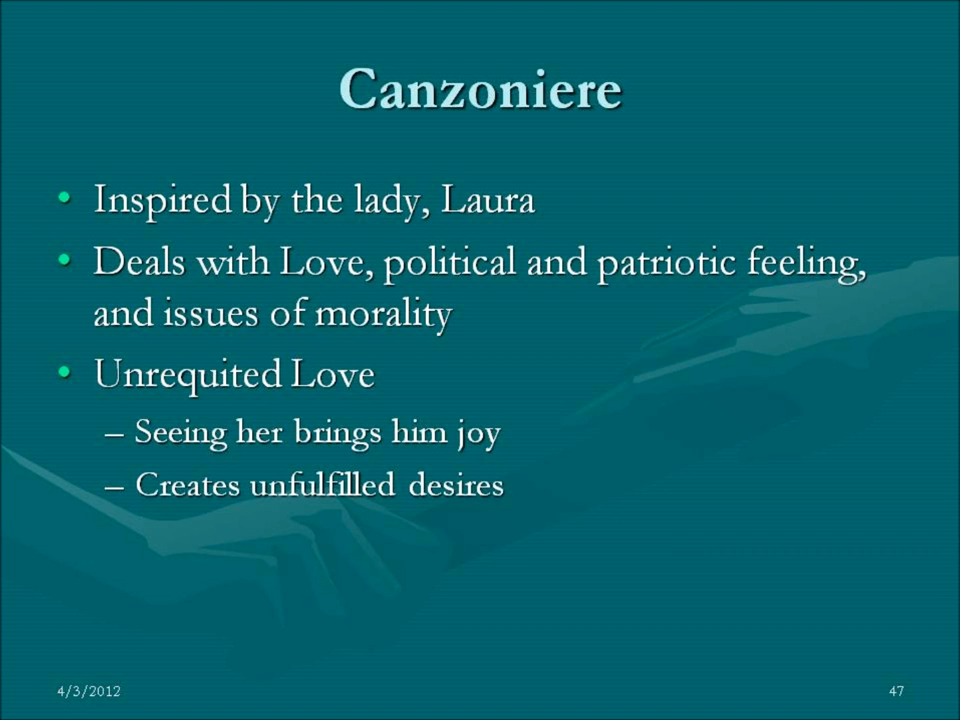 Canzoniere
• Inspired by the lady, Laura
• Deals with Love, political and patriotic feeling,
and issues of morality
• Unrequited Love
– Seeing her brings him joy
– Creates unfulfilled desires
4/3/2012
47